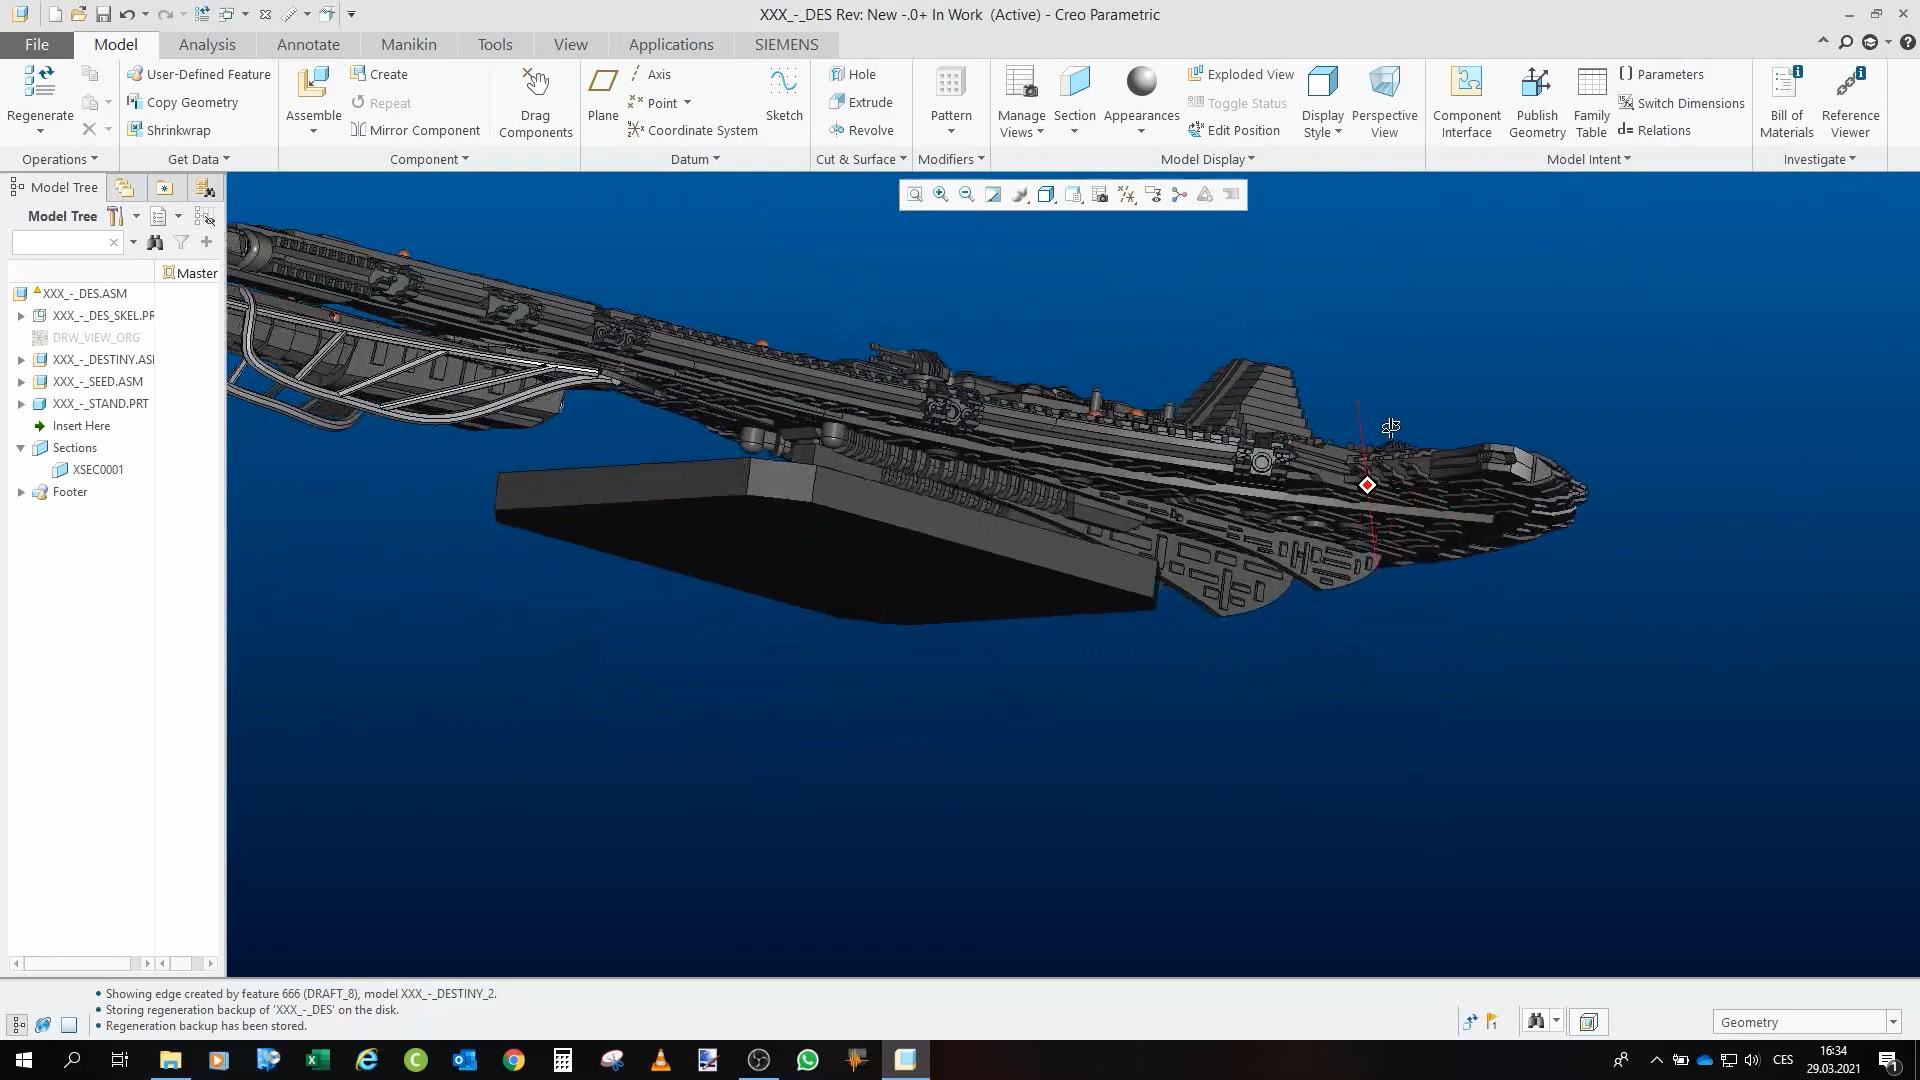 XXX_-_DES Rev: New -.0+ In Work (Active) - Creo Parametric
File Model Analysis Annotate Manikin Tools View Applications SIEMENS
Regenerate
User-Defined Feature
Copy Geometry
Shrinkwrap
Assemble
Create
Repeat
Mirror Component
Drag Components
Plane
Axis
Point
Coordinate System
Sketch
Hole
Extrude
Revolve
Pattern
Manage Views
Section
Appearances
Exploded View
Toggle Status
Edit Position
Display Style
Perspective View
Component Interface
Publish Geometry
Family Table
Parameters
Switch Dimensions
d= Relations
Bill of Materials
Reference Viewer
Operations Get Data Component Datum Cut & Surface Modifiers Model Display Model Intent Investigate
Model Tree
Model Tree
Master
XXX_-_DES.ASM
XXX_-_DES_SKEL.PR
DRW_VIEW_ORG
XXX_-_DESTINY.ASI
XXX_-_SEED.ASM
XXX_-_STAND.PRT
Insert Here
Sections
XSEC0001
Footer
• Showing edge created by feature 666 (DRAFT_8), model XXX_-_DESTINY_2.
• Storing regeneration backup of 'XXX_-_DES' on the disk.
• Regeneration backup has been stored.
1
Geometry
CES
16:34
29.03.2021
1